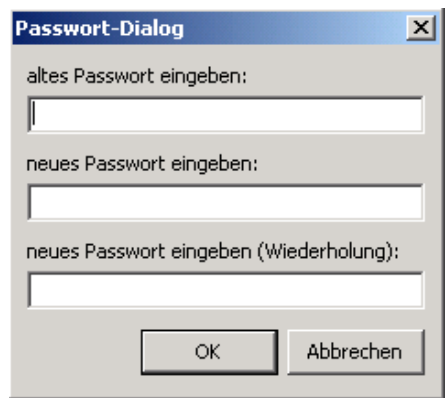 Passwort-Dialog
altes Passwort eingeben:
neues Passwort eingeben:
neues Passwort eingeben (Wiederholung):
OK
Abbrechen